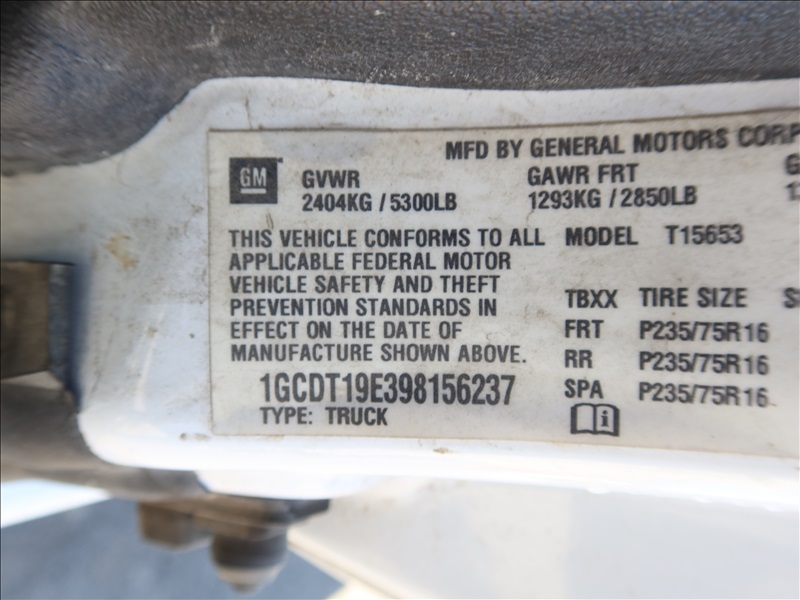 MFD BY GENERAL MOTORS CORP
GM
GVWR GAWR FRT
2404KG / 5300LB 1293KG / 2850LB
THIS VEHICLE CONFORMS TO ALL
APPLICABLE FEDERAL MOTOR
VEHICLE SAFETY AND THEFT
PREVENTION STANDARDS IN
EFFECT ON THE DATE OF
MANUFACTURE SHOWN ABOVE.
1GCDT19E398156237
TYPE: TRUCK
MODEL T15653
TBXX TIRE SIZE
FRT P235/75R16
RR P235/75R16
SPA P235/75R16
i